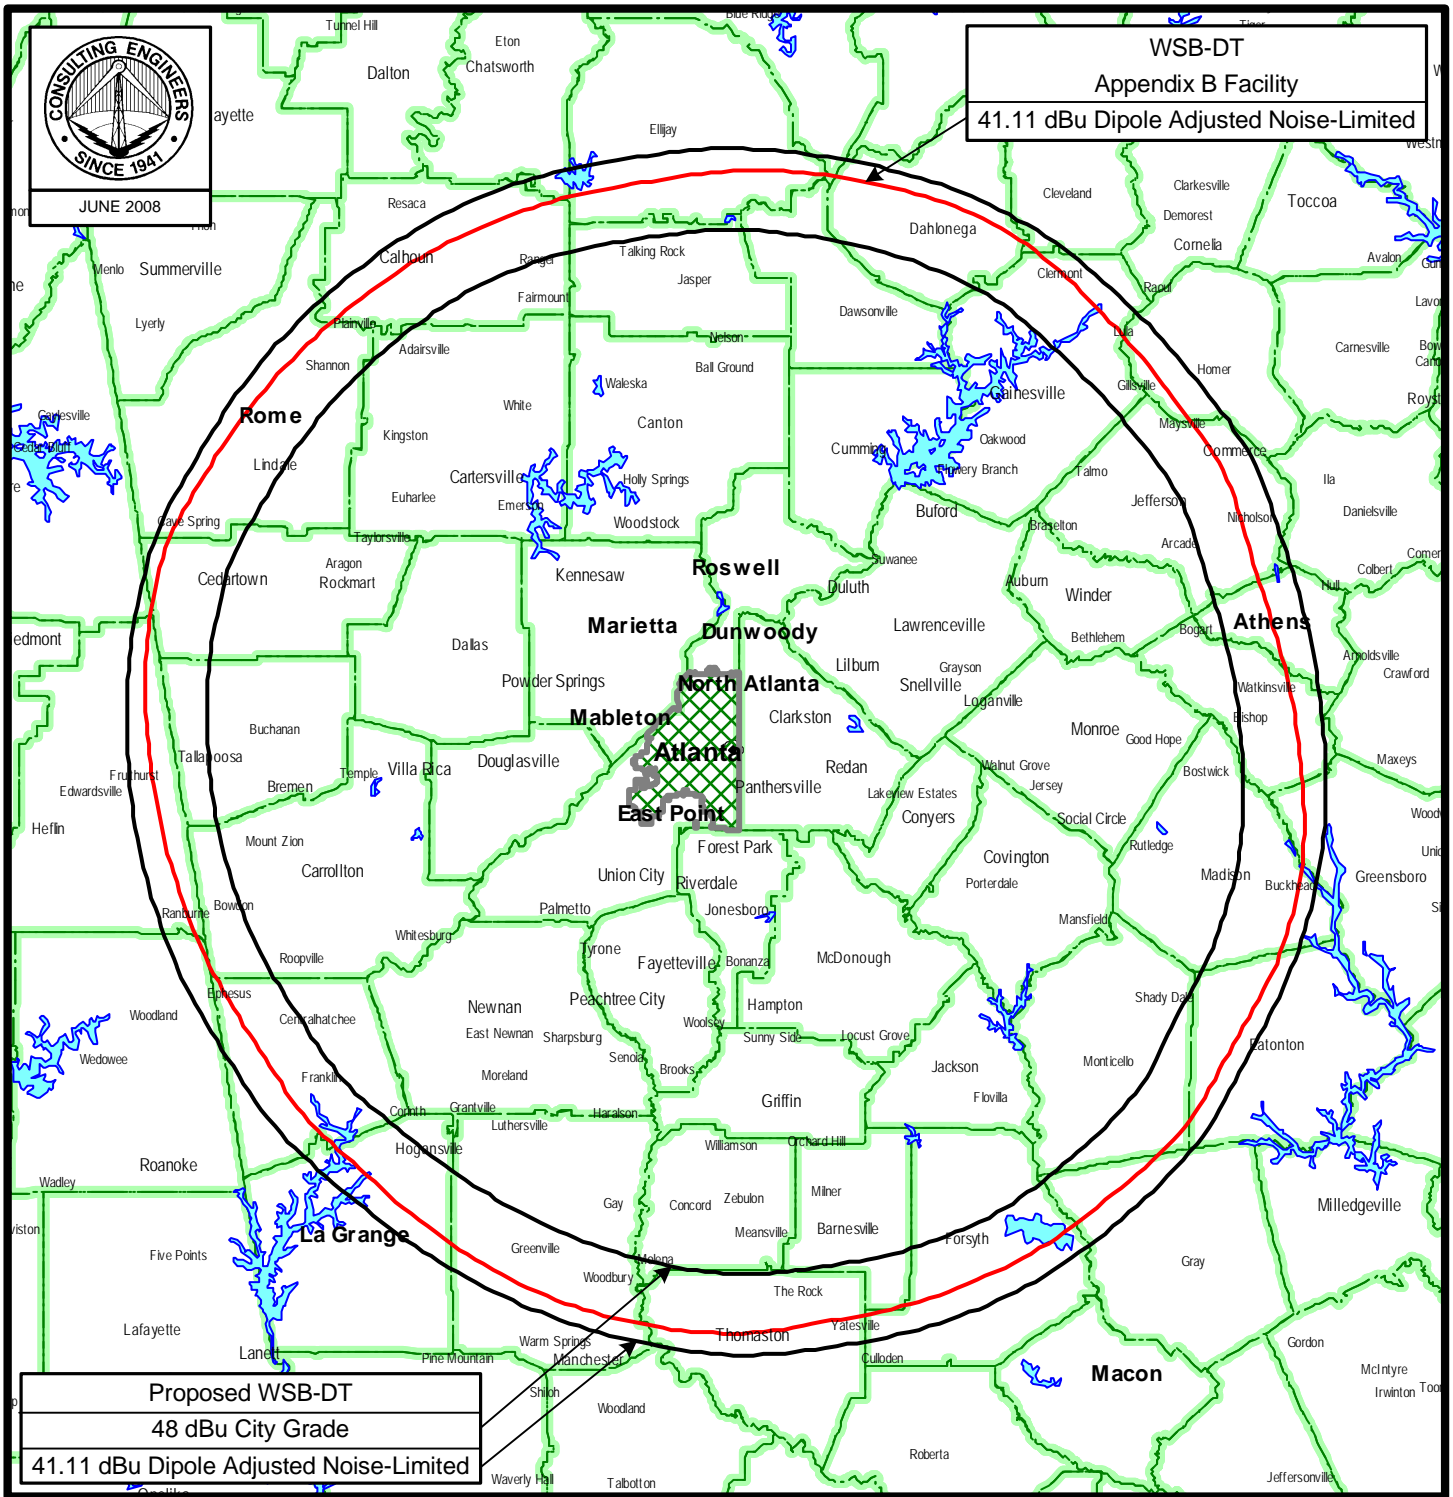 CONSULTING ENGINEERS
SINCE 1941
JUNE 2008
WSB-DT
Appendix B Facility
41.11 dBu Dipole Adjusted Noise-Limited
Tunnel Hill
Eton
Blue Ridge
Dalton
Chatsworth
Ellijay
Cleveland
Clarkesville
Toccoa
Resaca
Demorest
Dahlonega
Cornelia
Calhoun
Ranger
Talking Rock
Avalon
Menlo
Summerville
Jasper
Clermont
Raoul
Fairmount
Dawsonville
Lyerly
Plainville
Nelson
Lula
Adairsville
Carnesville
Shannon
Ball Ground
Homer
Waleska
Gainesville
Gillsville
White
Rome
Canton
Gaylesville
Kingston
Oakwood
Maysville
Cedar Bluff
Cumming
Commerce
Lindale
Cartersville
Flowery Branch
Talmo
Holly Springs
Ila
Euharlee
Emerson
Jefferson
Buford
Danielsville
Cave Spring
Woodstock
Braselton
Nicholson
Taylorsville
Arcade
Aragon
Suwanee
Cedartown
Rockmart
Kennesaw
Roswell
Colbert
Duluth
Auburn
Hull
Winder
Marietta
Dunwoody
Lawrenceville
Bogart
Athens
Dallas
Bethlehem
Lilburn
Arnoldsville
Grayson
Crawford
Powder Springs
North Atlanta
Snellville
Watkinsville
Loganville
Mableton
Clarkston
Bishop
Buchanan
Monroe
Good Hope
Tallapoosa
Atlanta
Villa Rica
Douglasville
Redan
Walnut Grove
Maxeys
Fruithurst
Temple
Bostwick
Edwardsville
Bremen
Panthersville
Lakeview Estates
Jersey
Heflin
East Point
Conyers
Social Circle
Mount Zion
Forest Park
Rutledge
Carrollton
Covington
Union City
Riverdale
Porterdale
Madison
Buckhead
Greensboro
Ranburne
Bowdon
Palmetto
Jonesboro
Mansfield
Whitesburg
Tyrone
Roopville
Fayetteville
Bonanza
McDonough
Ephesus
Peachtree City
Shady Dale
Woodland
Newnan
Hampton
Centralhatchee
Woolsey
East Newnan
Sharpsburg
Sunny Side
Locust Grove
Eatonton
Wedowee
Senoia
Monticello
Franklin
Moreland
Brooks
Jackson
Griffin
Flovilla
Corinth
Grantville
Haralson
Luthersville
Hogansville
Williamson
Orchard Hill
Roanoke
Wadley
Zebulon
Milner
Gay
Concord
Milledgeville
La Grange
Meansville
Barnesville
Five Points
Greenville
Forsyth
Molena
Gray
Woodbury
The Rock
Lafayette
Thomaston
Yatesville
Warm Springs
Gordon
Lanett
Pine Mountain
Manchester
Culloden
Macon
McIntyre
Irwinton
Shiloh
Woodland
Roberta
Waverly Hall
Talbotton
Jeffersonville
Proposed WSB-DT
48 dBu City Grade
41.11 dBu Dipole Adjusted Noise-Limited